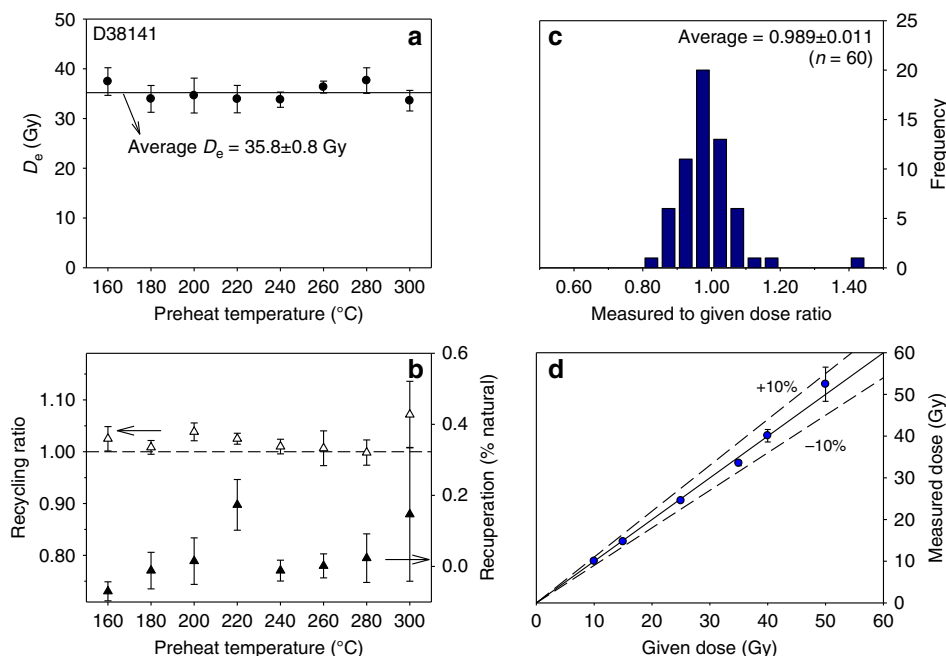 D38141
a
50
40
30
20
10
0
Dₑ (Gy)
Average Dₑ = 35.8±0.8 Gy
160 180 200 220 240 260 280 300
Preheat temperature (°C)
c
Average = 0.989±0.011
(n = 60)
25
20
15
10
5
0
Frequency
0.60 0.80 1.00 1.20 1.40
Measured to given dose ratio
b
1.10
1.00
0.90
0.80
Recycling ratio
0.6
0.4
0.2
0.0
Recuperation (% natural)
160 180 200 220 240 260 280 300
Preheat temperature (°C)
d
+10%
–10%
60
50
40
30
20
10
0
Measured dose (Gy)
0 10 20 30 40 50 60
Given dose (Gy)